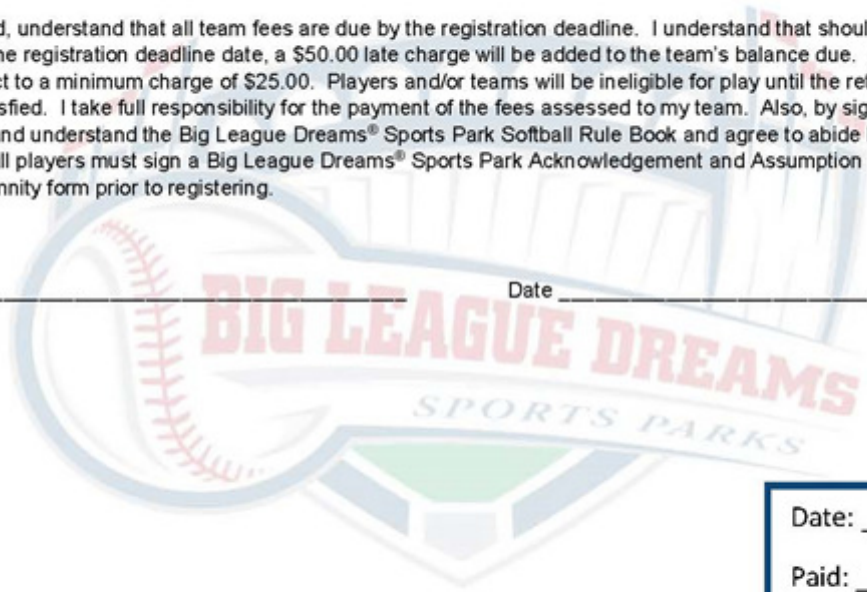 d, understand that all team fees are due by the registration deadline. I understand that shoul
he registration deadline date, a $50.00 late charge will be added to the team's balance due.
ct to a minimum charge of $25.00. Players and/or teams will be ineligible for play until the re
sfied. I take full responsibility for the payment of the fees assessed to my team. Also, by sig
nd understand the Big League Dreams® Sports Park Softball Rule Book and agree to abide
ll players must sign a Big League Dreams® Sports Park Acknowledgement and Assumption
nnity form prior to registering.
Date
BIG LEAGUE DREAMS
SPORTS PARKS
Date:
Paid: